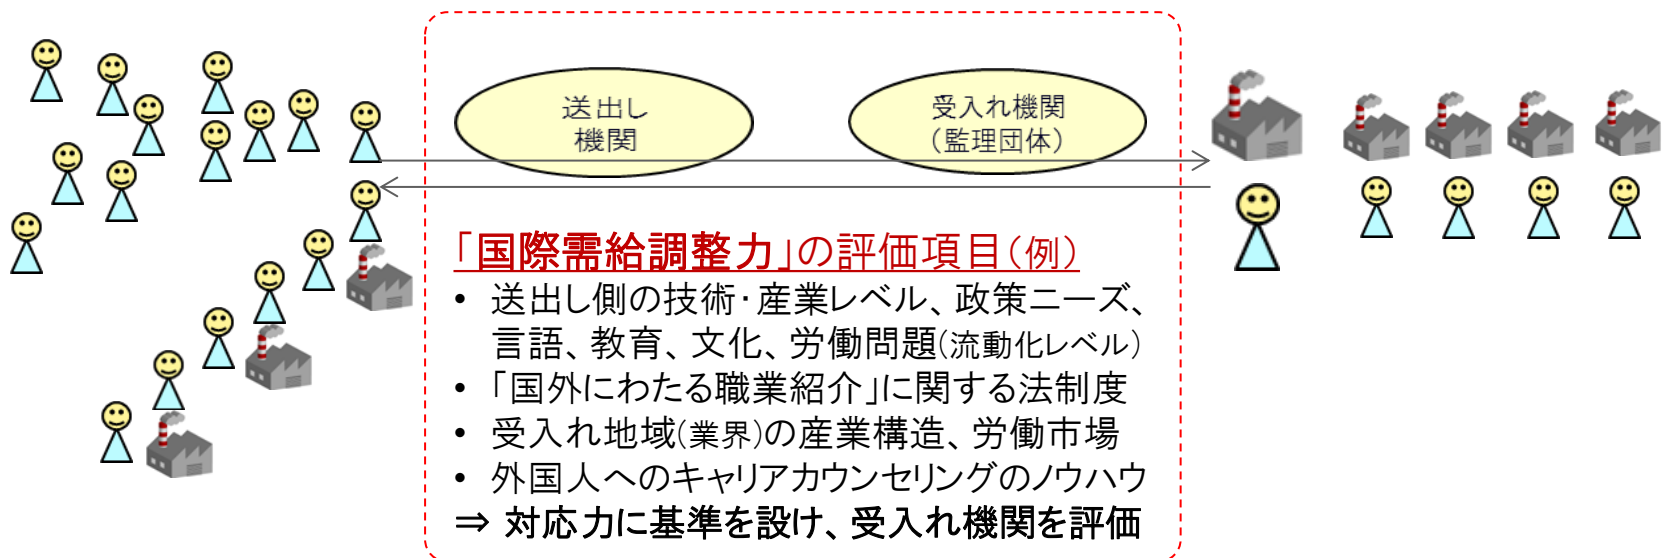 送出し
機関
受入れ機関
(監理団体)
「国際需給調整力」の評価項目(例)
• 送出し側の技術・産業レベル、政策ニーズ、
言語、教育、文化、労働問題(流動化レベル)
• 「国外にわたる職業紹介」に関する法制度
• 受入れ地域(業界)の産業構造、労働市場
• 外国人へのキャリアカウンセリングのノウハウ
⇒ 対応力に基準を設け、受入れ機関を評価